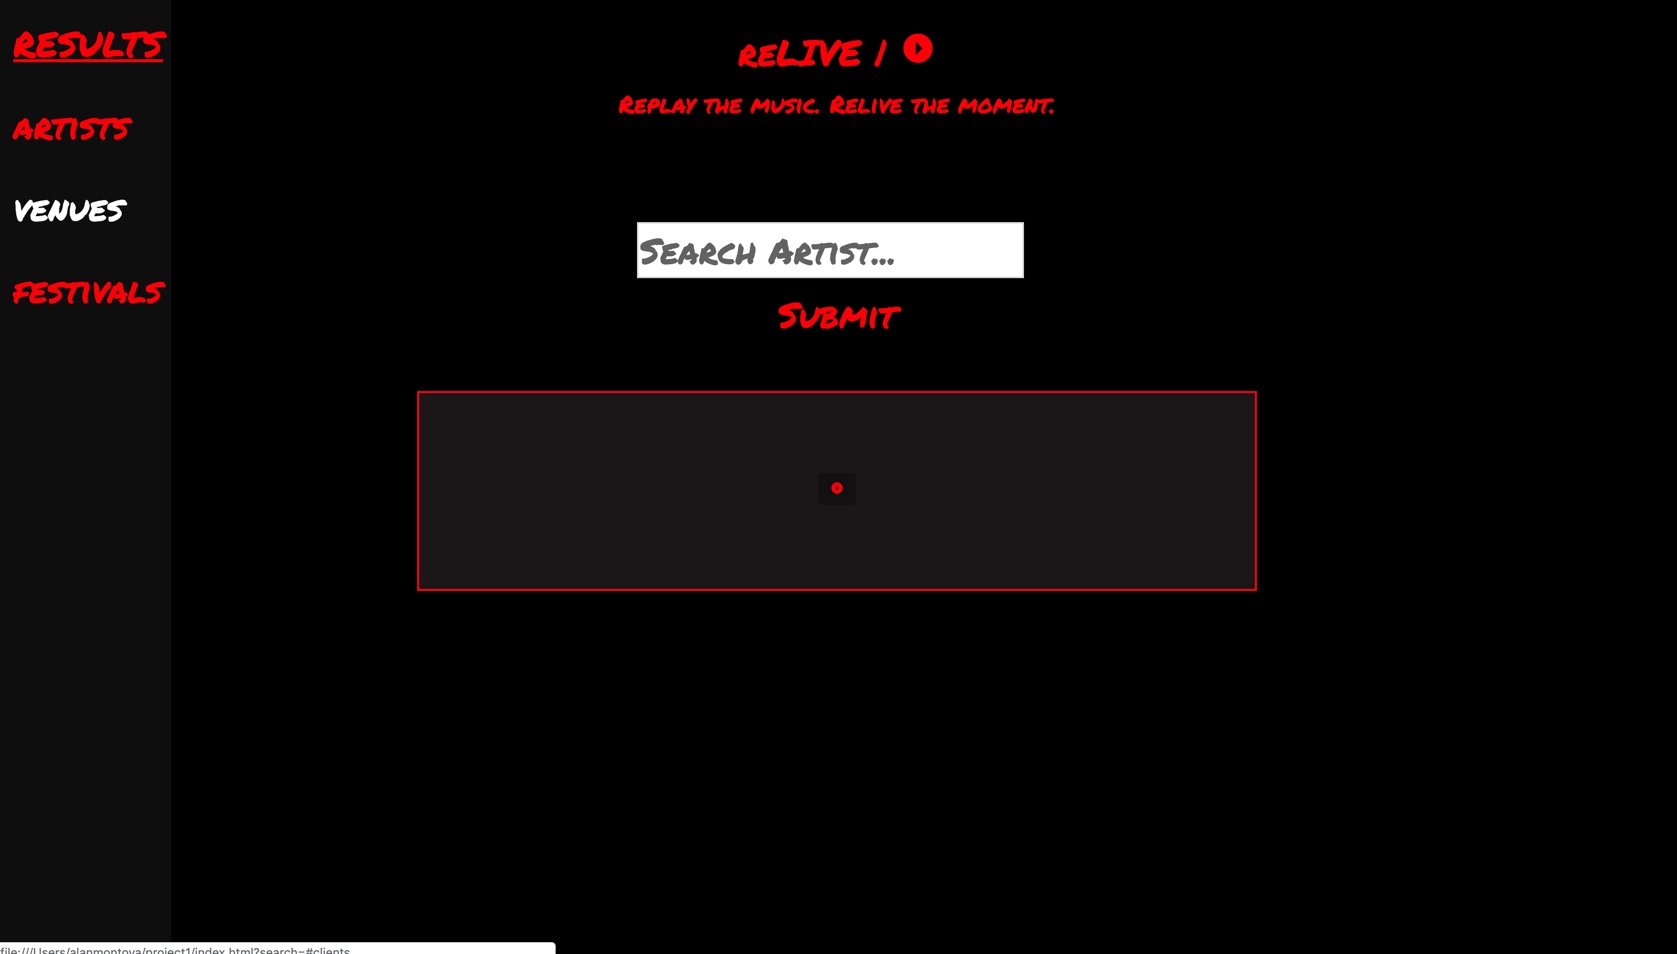 RESULTS
ARTISTS
VENUES
FESTIVALS
reLIVE |
Replay the music. Relive the moment.
Search Artist...
Submit
file:///Users/alanmontoya/project1/index.html?search=#clients